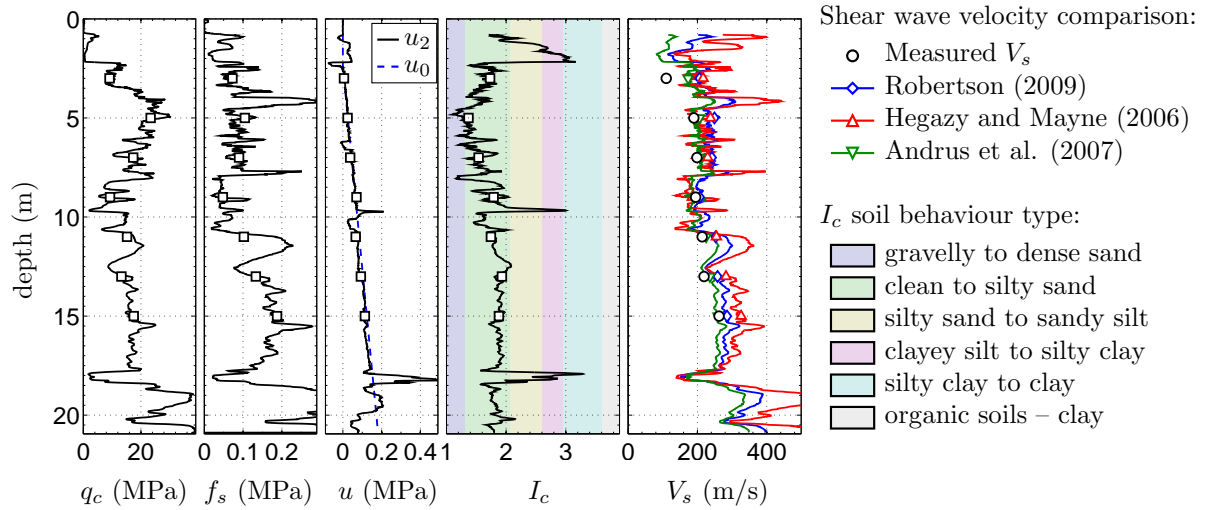 0
5
10
15
20
depth (m)
0 20
q_c (MPa)
0 0.1 0.2
f_s (MPa)
u_2
u_0
0 0.2 0.4
u (MPa)
1 2 3
I_c
0 200 400
V_s (m/s)
Shear wave velocity comparison:
Measured V_s
Robertson (2009)
Hegazy and Mayne (2006)
Andrus et al. (2007)
I_c soil behaviour type:
gravelly to dense sand
clean to silty sand
silty sand to sandy silt
clayey silt to silty clay
silty clay to clay
organic soils – clay